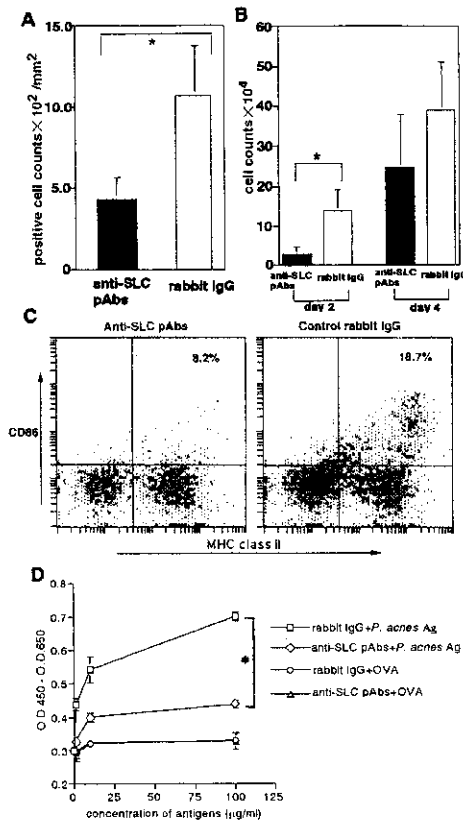 A
positive cell counts×10² /mm²
15.0
10.0
5.0
0
*
anti-SLC pAbs
rabbit IgG
B
cell counts×10⁴
60
50
40
30
20
10
0
*
anti-SLC pAbs
rabbit IgG
anti-SLC pAbs
rabbit IgG
day 2
day 4
C
Anti-SLC pAbs
Control rabbit IgG
8.2%
18.7%
CD86
MHC class II
D
O.D.450 - O.D.650
0.8
0.7
0.6
0.5
0.4
0.3
0.2
0
25
50
75
100
125
concentration of antigens (μg/ml)
*
rabbit IgG+P. acnes Ag
anti-SLC pAbs+P. acnes Ag
rabbit IgG+OVA
anti-SLC pAbs+OVA